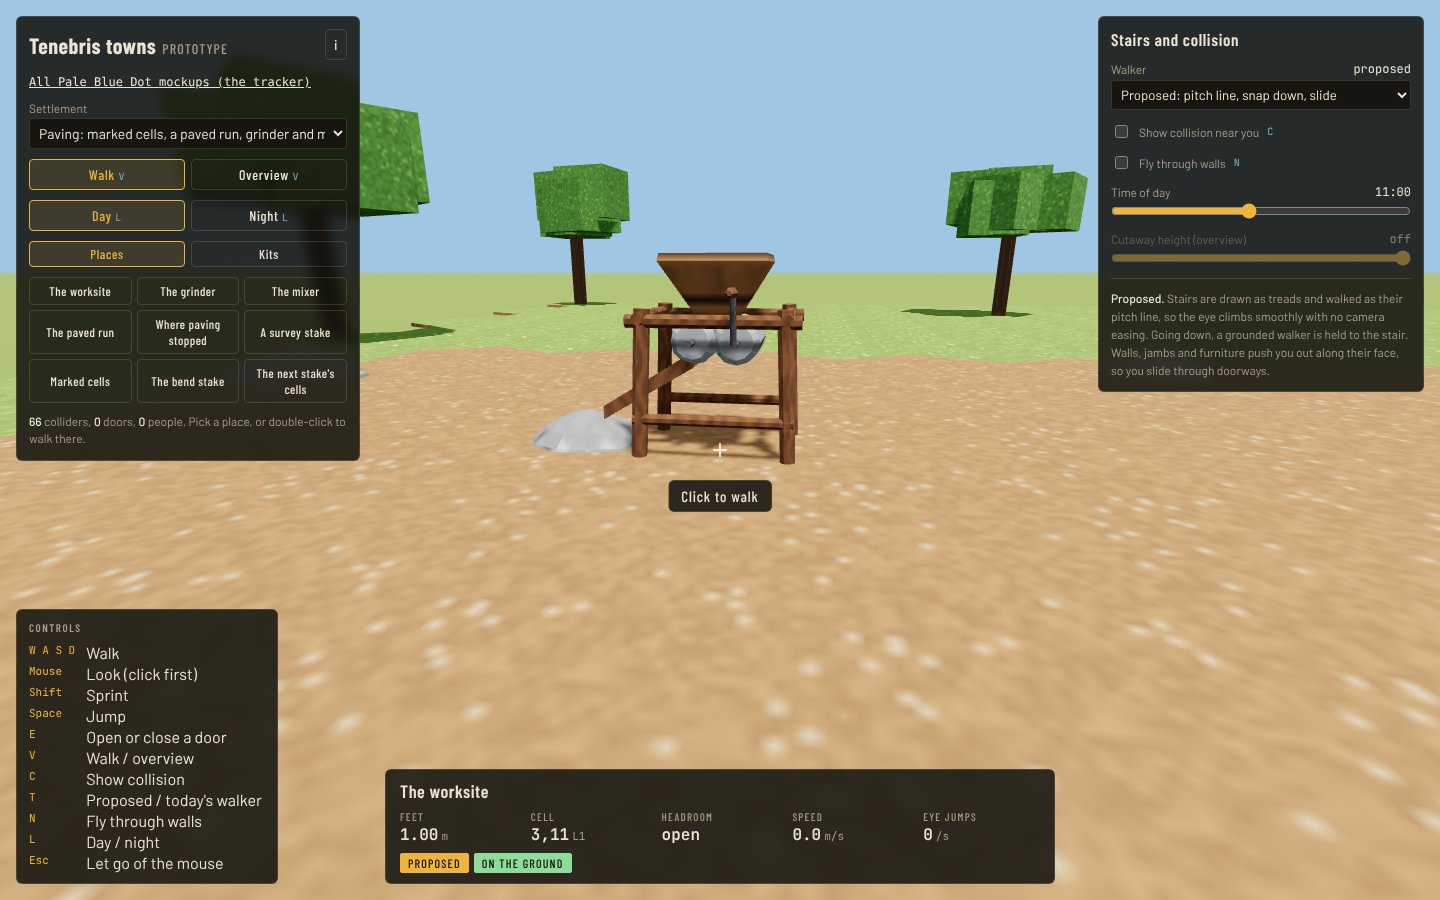 Tenebris towns PROTOTYPE
i
All Pale Blue Dot mockups (the tracker)
Settlement
Paving: marked cells, a paved run, grinder and m
Walk V
Overview V
Day L
Night L
Places
Kits
The worksite
The grinder
The mixer
The paved run
Where paving
stopped
A survey stake
Marked cells
The bend stake
The next stake's
cells
66 colliders, 0 doors, 0 people. Pick a place, or double-click to
walk there.
Stairs and collision
Walker
proposed
Proposed: pitch line, snap down, slide
Show collision near you C
Fly through walls N
Time of day
11:00
Cutaway height (overview)
off
Proposed. Stairs are drawn as treads and walked as their
pitch line, so the eye climbs smoothly with no camera
easing. Going down, a grounded walker is held to the stair.
Walls, jambs and furniture push you out along their face,
so you slide through doorways.
Click to walk
CONTROLS
W A S D Walk
Mouse Look (click first)
Shift Sprint
Space Jump
E Open or close a door
V Walk / overview
C Show collision
T Proposed / today's walker
N Fly through walls
L Day / night
Esc Let go of the mouse
The worksite
FEET
1.00 m
CELL
3,11 L1
HEADROOM
open
SPEED
0.0 m/s
EYE JUMPS
0 /s
PROPOSED
ON THE GROUND